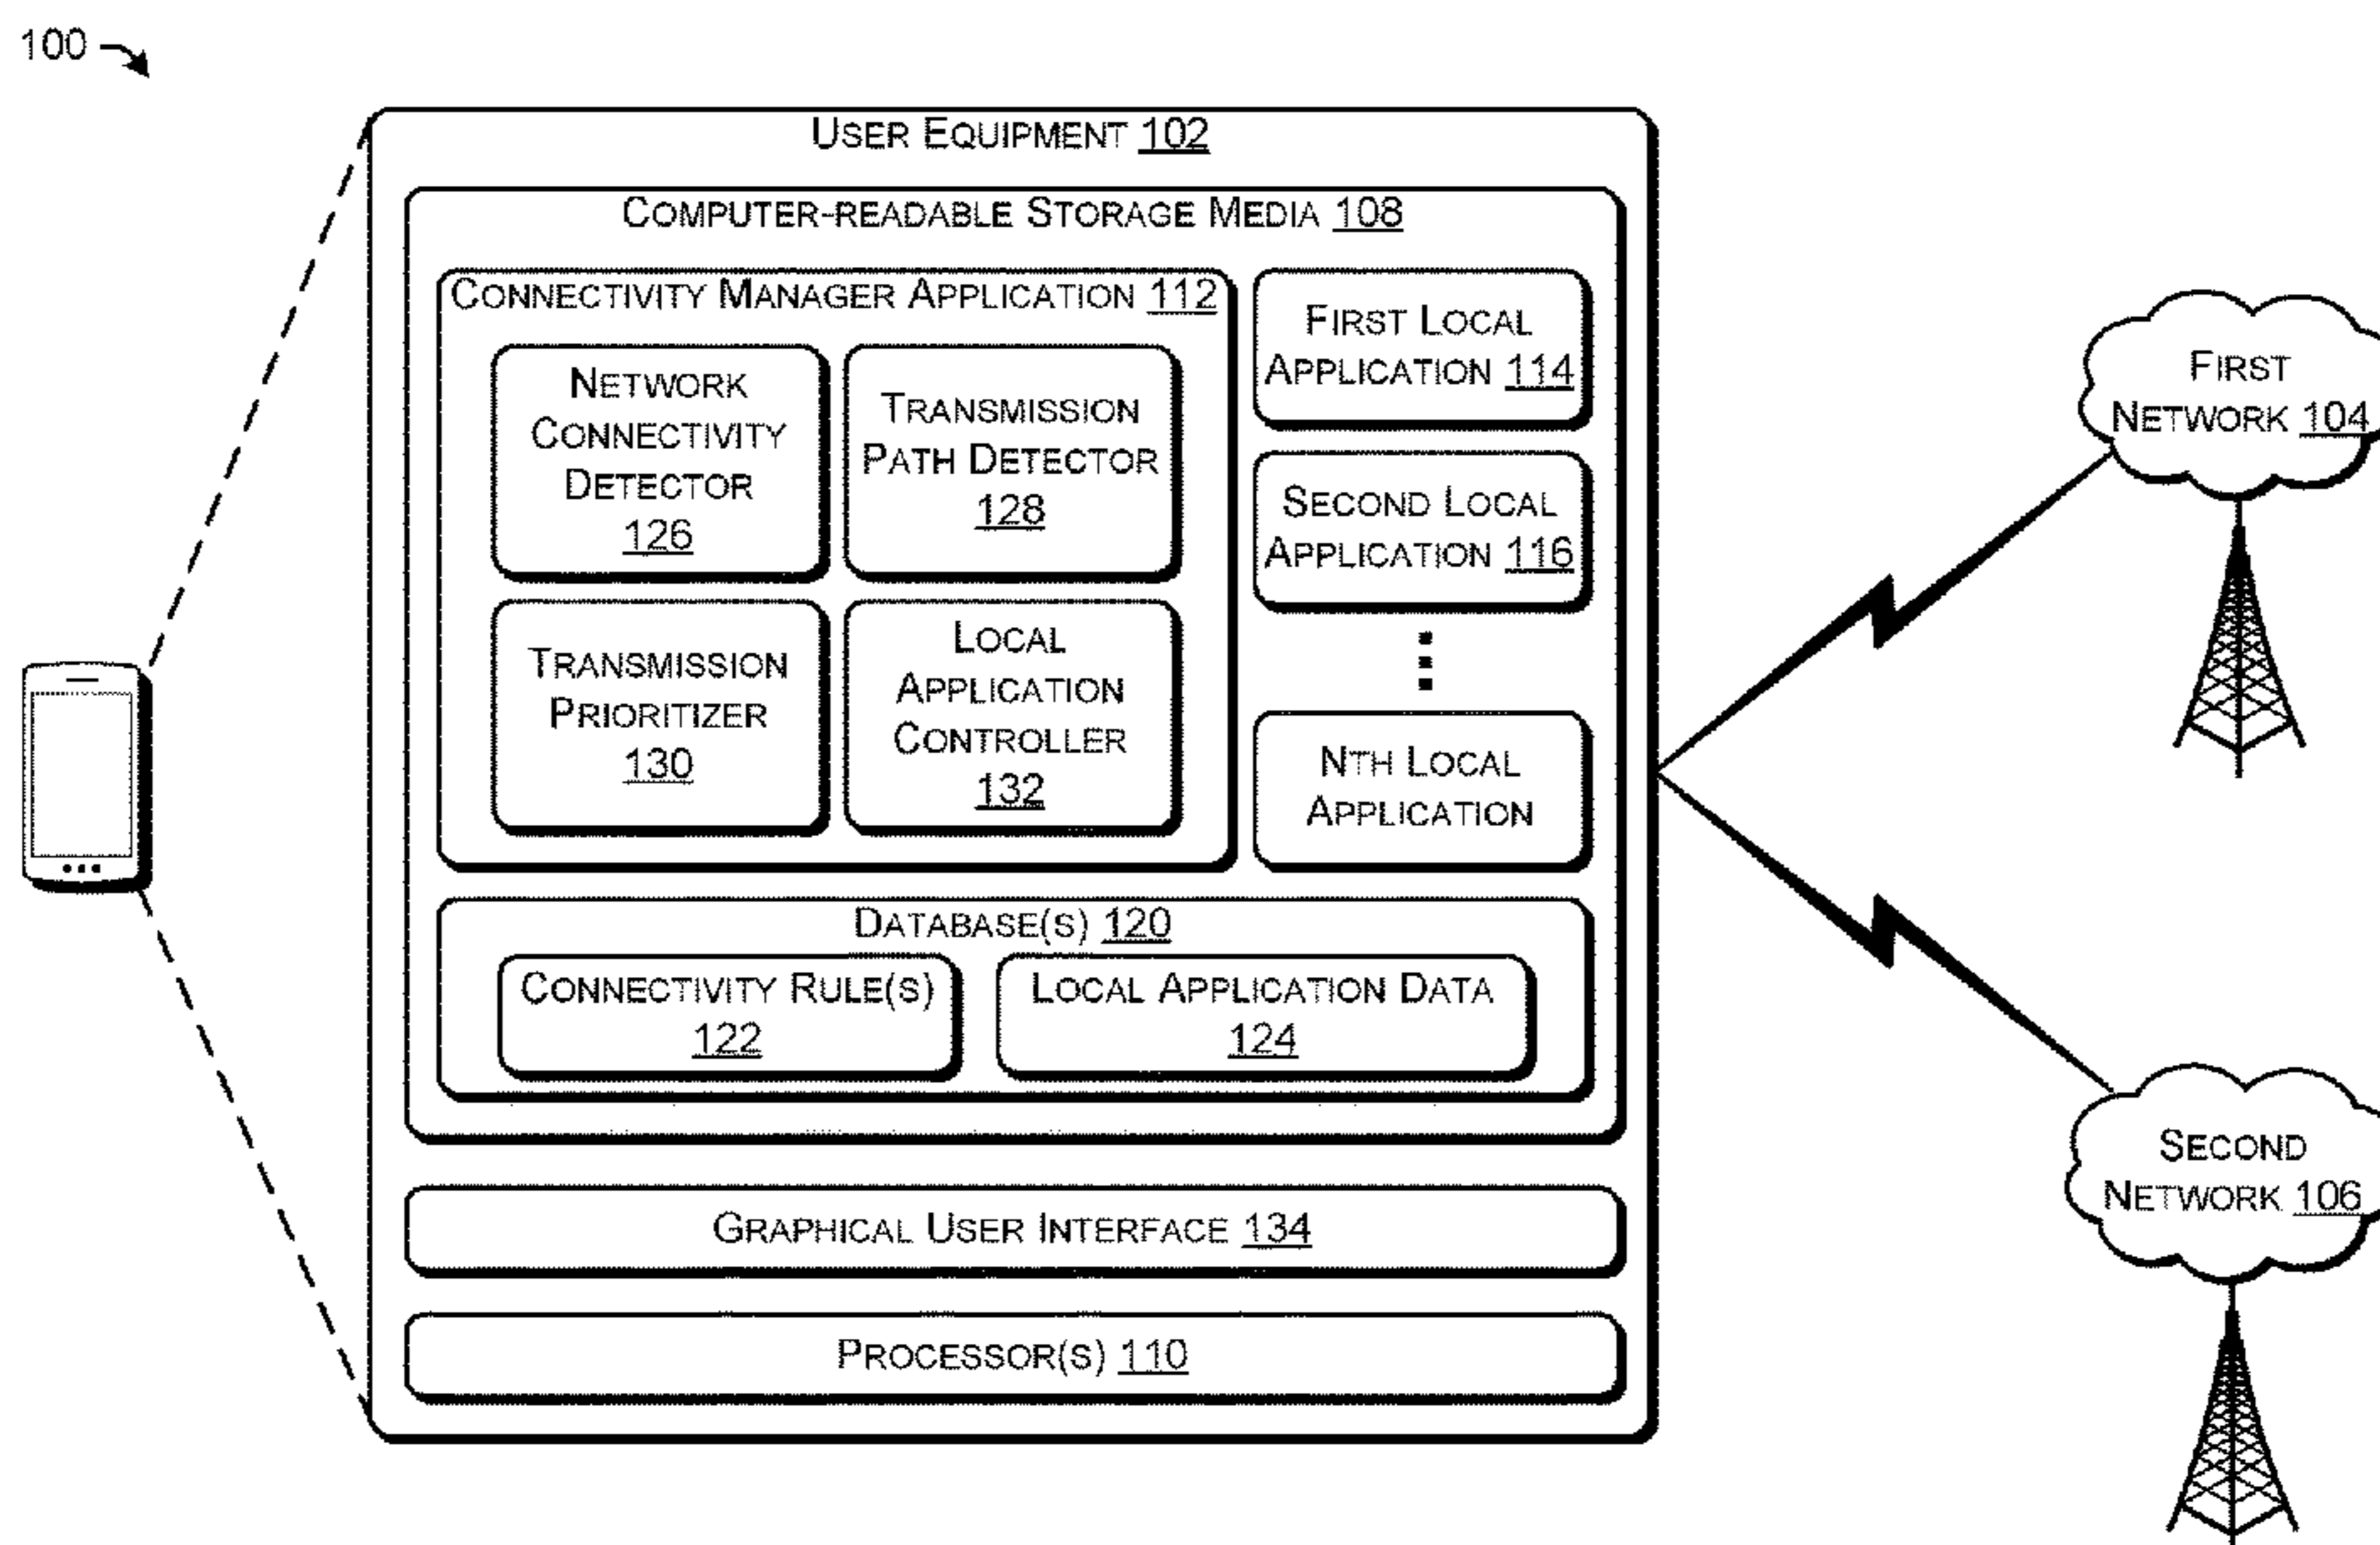 100
USER EQUIPMENT 102
COMPUTER-READABLE STORAGE MEDIA 108
CONNECTIVITY MANAGER APPLICATION 112
NETWORK
CONNECTIVITY
DETECTOR
126
TRANSMISSION
PATH DETECTOR
128
TRANSMISSION
PRIORITIZER
130
LOCAL
APPLICATION
CONTROLLER
132
FIRST LOCAL
APPLICATION 114
SECOND LOCAL
APPLICATION 116
NTH LOCAL
APPLICATION
DATABASE(S) 120
CONNECTIVITY RULE(S)
122
LOCAL APPLICATION DATA
124
GRAPHICAL USER INTERFACE 134
PROCESSOR(S) 110
FIRST
NETWORK 104
SECOND
NETWORK 106